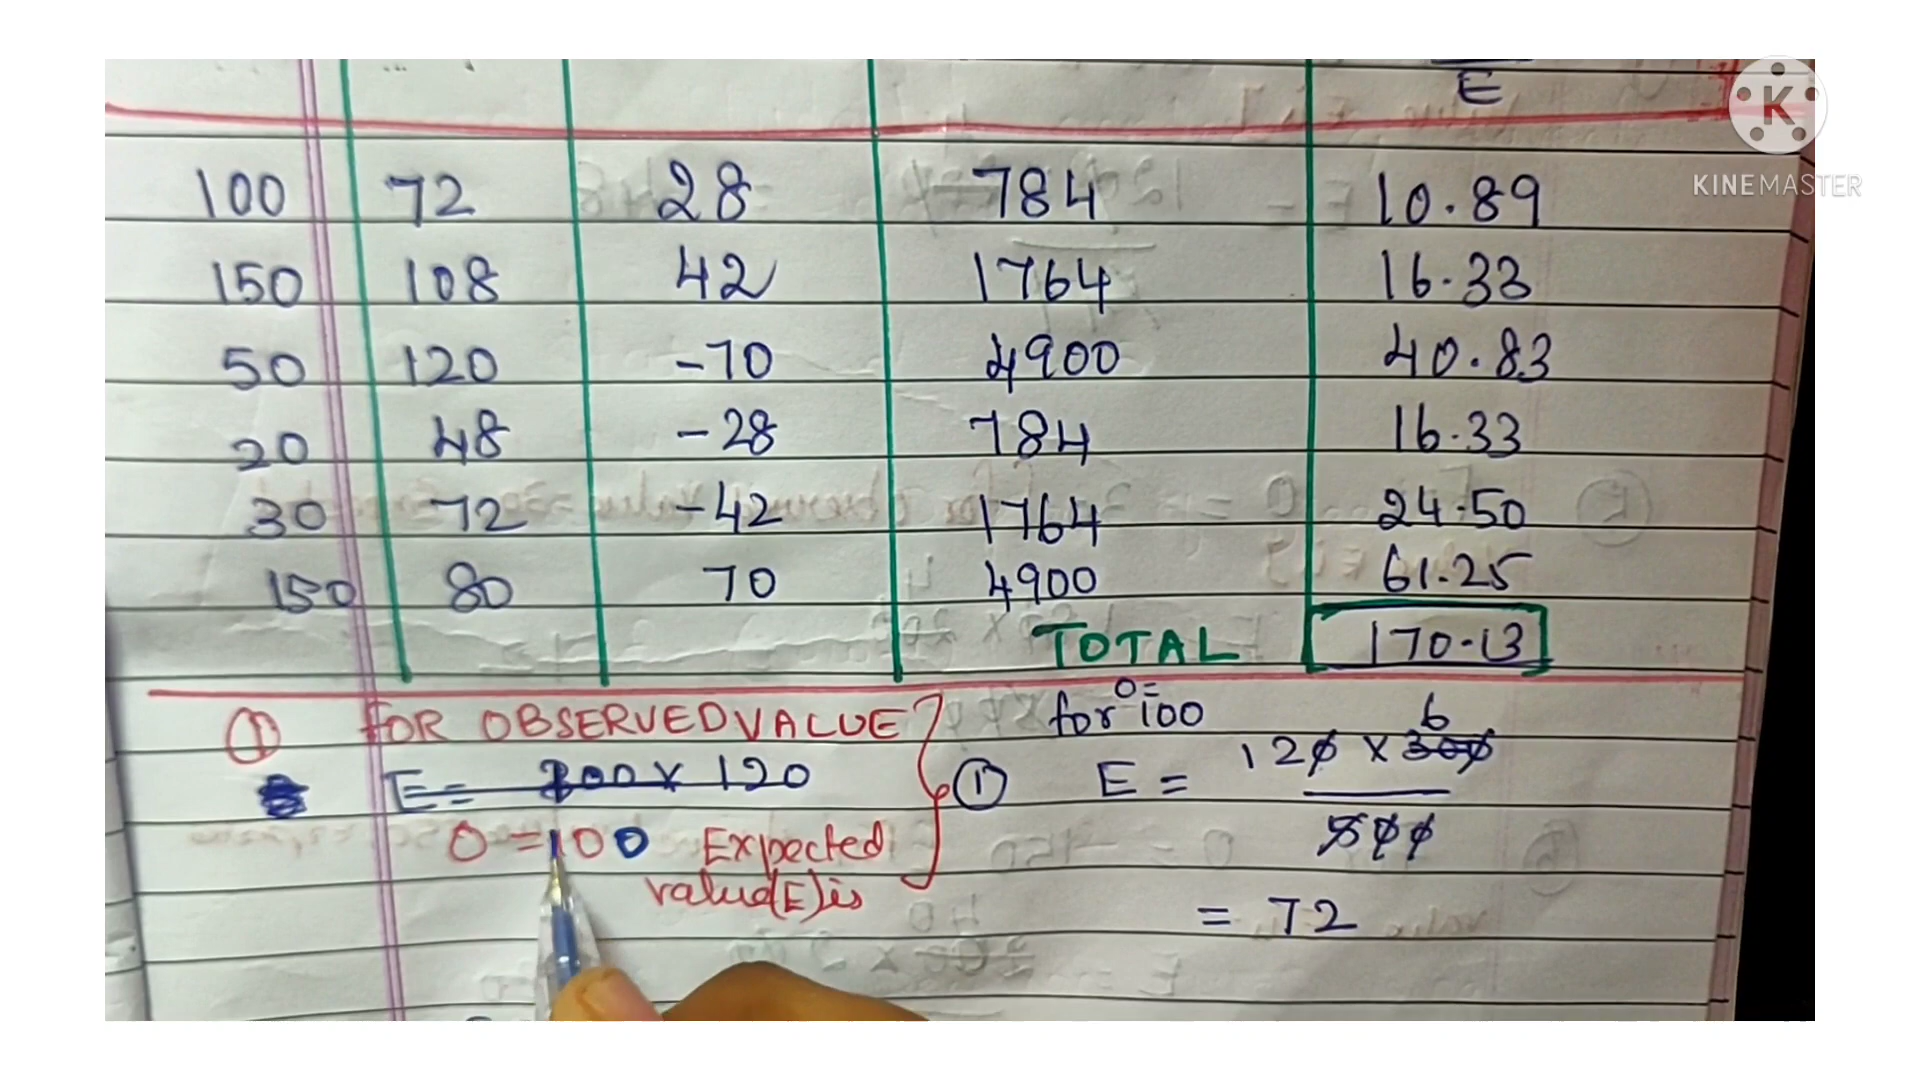 E
K
KINEMASTER
100 72 28 784 10.89
150 108 42 1764 16.33
50 120 -70 4900 40.83
20 48 -28 784 16.33
30 72 -42 1764 24.50
150 80 70 4900 61.25
TOTAL 170.13
① FOR OBSERVED VALUE
E = 200 x 120
O = 100 Expected
value(E) is
O =
for 100
6
① E = 120 x 300
500
= 72